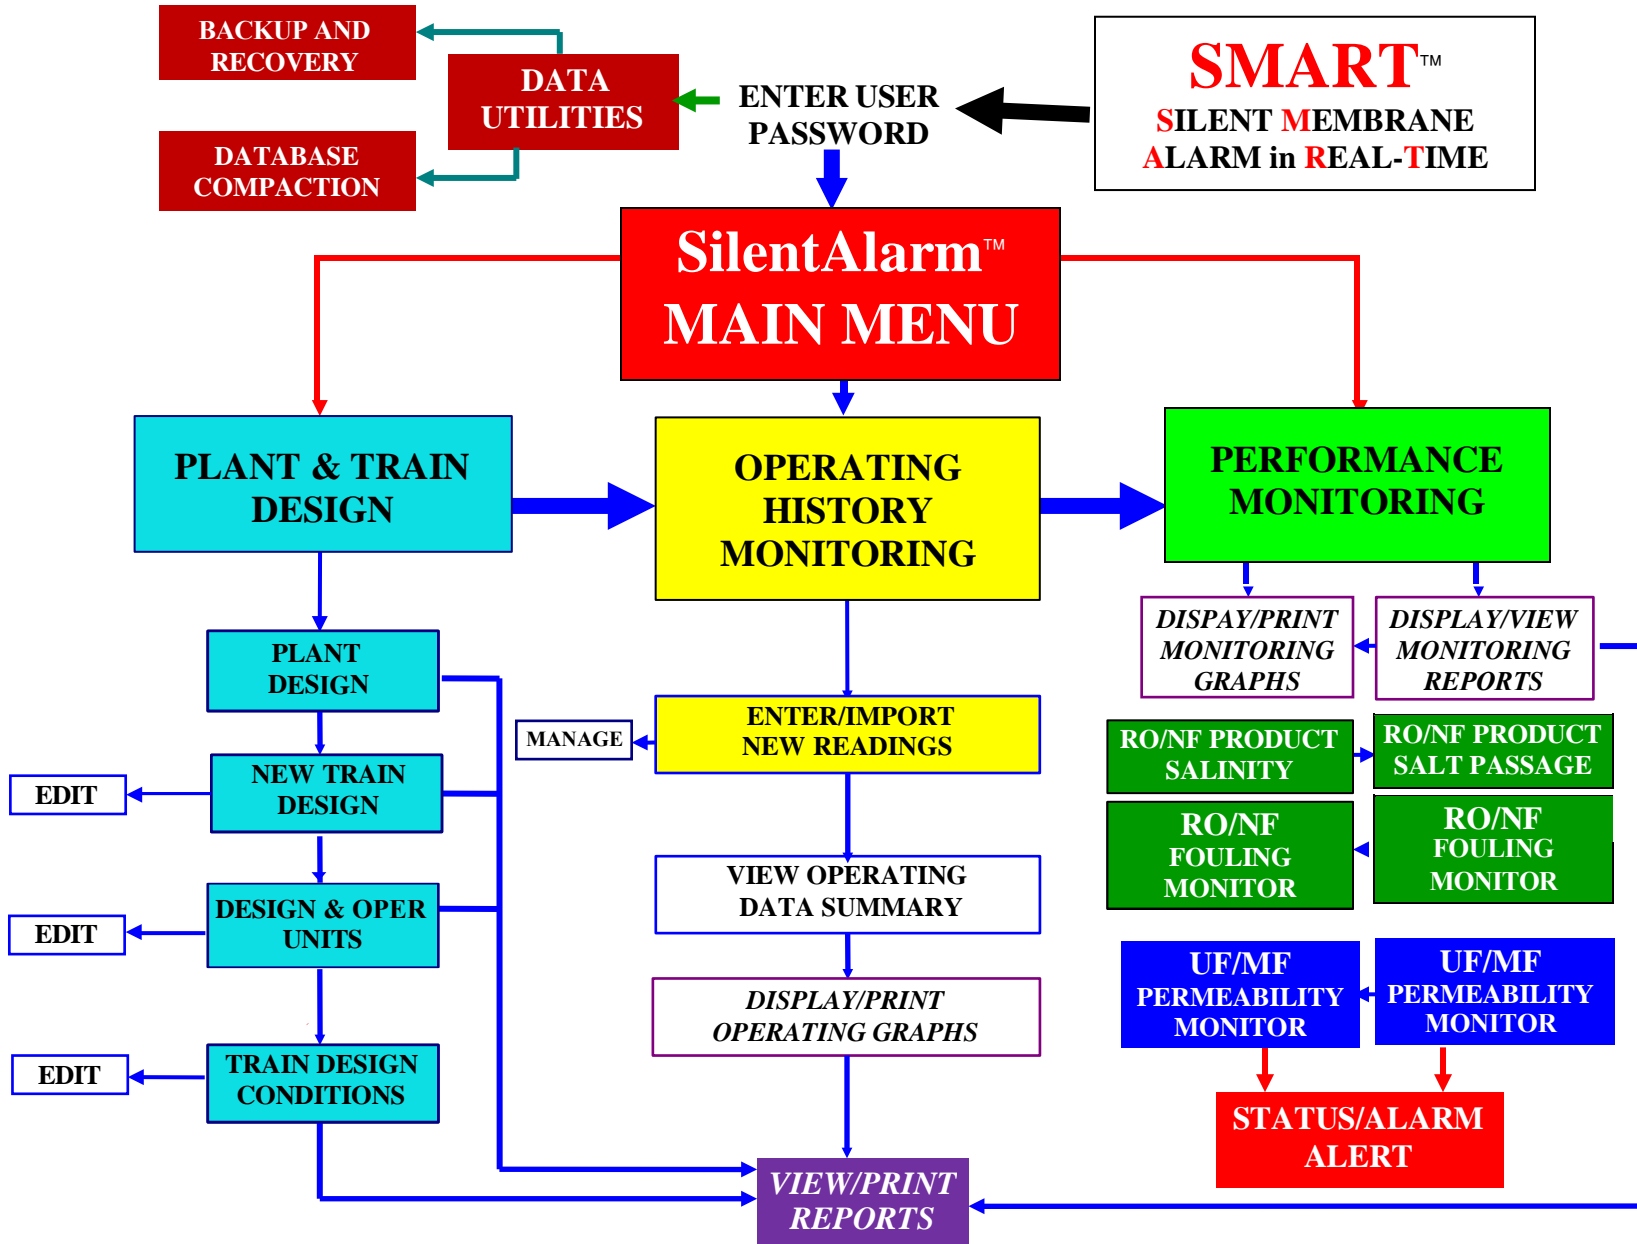 BACKUP AND
RECOVERY
DATA
UTILITIES
DATABASE
COMPACTION
ENTER USER
PASSWORD
SMART™
SILENT MEMBRANE
ALARM in REAL-TIME
SilentAlarm™
MAIN MENU
PLANT & TRAIN
DESIGN
OPERATING
HISTORY
MONITORING
PERFORMANCE
MONITORING
PLANT
DESIGN
NEW TRAIN
DESIGN
EDIT
DESIGN & OPER
UNITS
EDIT
TRAIN DESIGN
CONDITIONS
EDIT
ENTER/IMPORT
NEW READINGS
MANAGE
VIEW OPERATING
DATA SUMMARY
DISPLAY/PRINT
OPERATING GRAPHS
VIEW/PRINT
REPORTS
DISPAY/PRINT
MONITORING
GRAPHS
DISPLAY/VIEW
MONITORING
REPORTS
RO/NF PRODUCT
SALINITY
RO/NF PRODUCT
SALT PASSAGE
RO/NF
FOULING
MONITOR
RO/NF
FOULING
MONITOR
UF/MF
PERMEABILITY
MONITOR
UF/MF
PERMEABILITY
MONITOR
STATUS/ALARM
ALERT